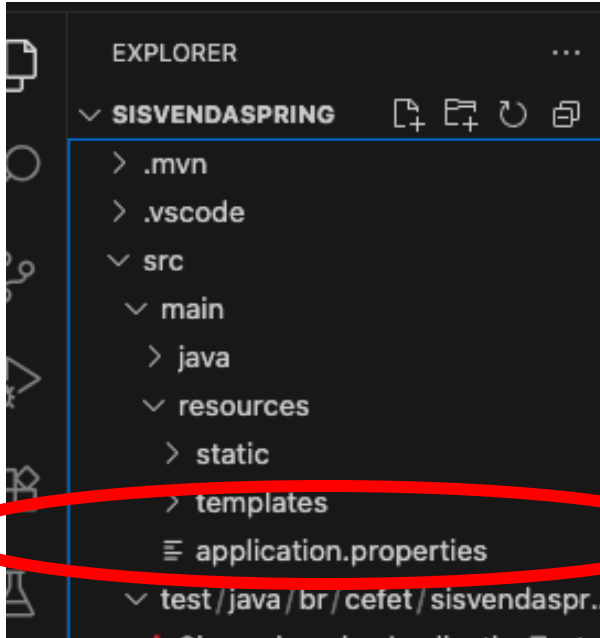 EXPLORER
SISVENDASPRING
.mvn
.vscode
src
main
java
resources
static
templates
application.properties
test/java/br/cefet/sisvendaspr...